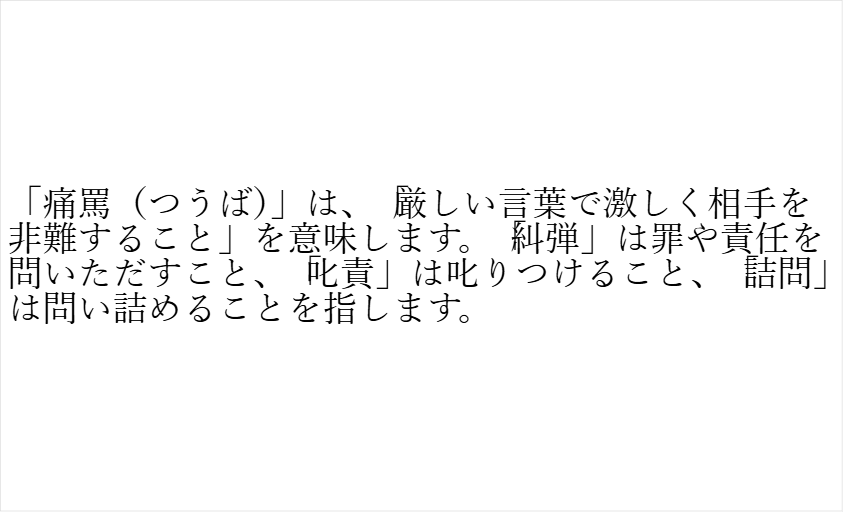 「痛罵（つうば）」は、「厳しい言葉で激しく相手を
非難すること」を意味します。「糾弾」は罪や責任を
問いただすこと、「叱責」は叱りつけること、「詰問」
は問い詰めることを指します。